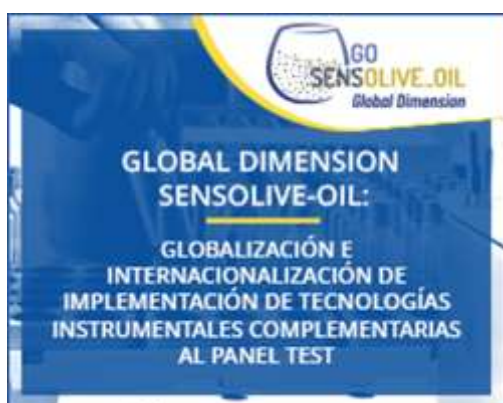 GO
SENSOLIVE_OIL
Global Dimension
GLOBAL DIMENSION
SENSOLIVE-OIL:
GLOBALIZACIÓN E
INTERNACIONALIZACIÓN DE
IMPLEMENTACIÓN DE TECNOLOGÍAS
INSTRUMENTALES COMPLEMENTARIAS
AL PANEL TEST